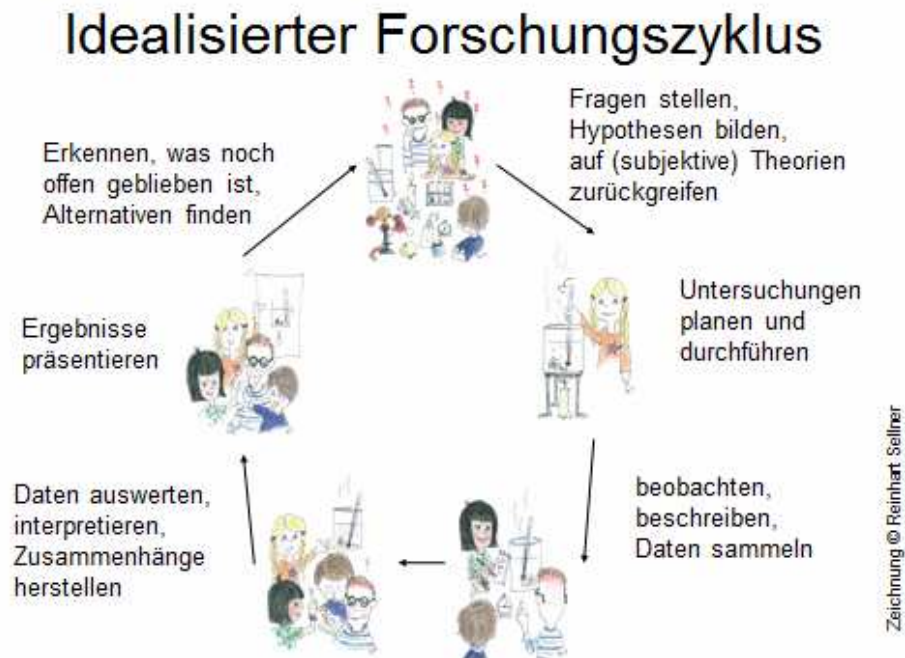 Idealisierter Forschungszyklus
Fragen stellen,
Hypothesen bilden,
auf (subjektive) Theorien
zurückgreifen
Untersuchungen
planen und
durchführen
beobachten,
beschreiben,
Daten sammeln
Daten auswerten,
interpretieren,
Zusammenhänge
herstellen
Ergebnisse
präsentieren
Erkennen, was noch
offen geblieben ist,
Alternativen finden
Zeichnung © Reinhart Sellner